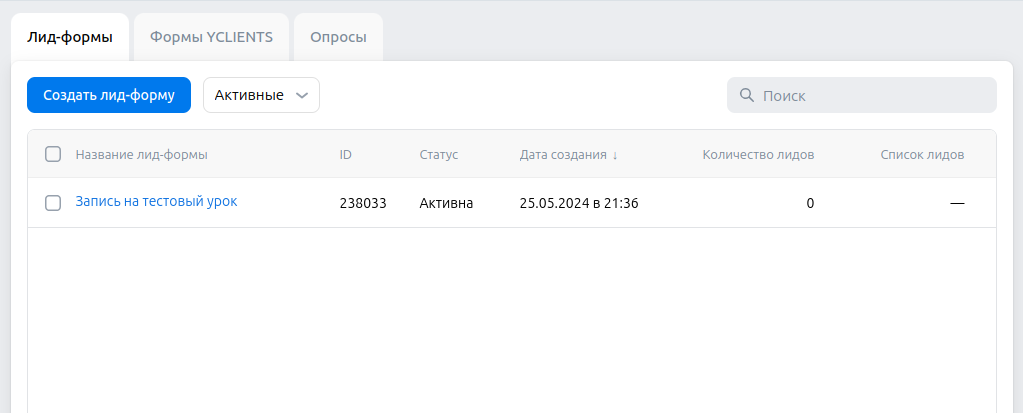 Лид-формы Формы YCLIENTS Опросы
Создать лид-форму Активные Поиск
Название лид-формы ID Статус Дата создания ↓ Количество лидов Список лидов
Запись на тестовый урок 238033 Активна 25.05.2024 в 21:36 0 —